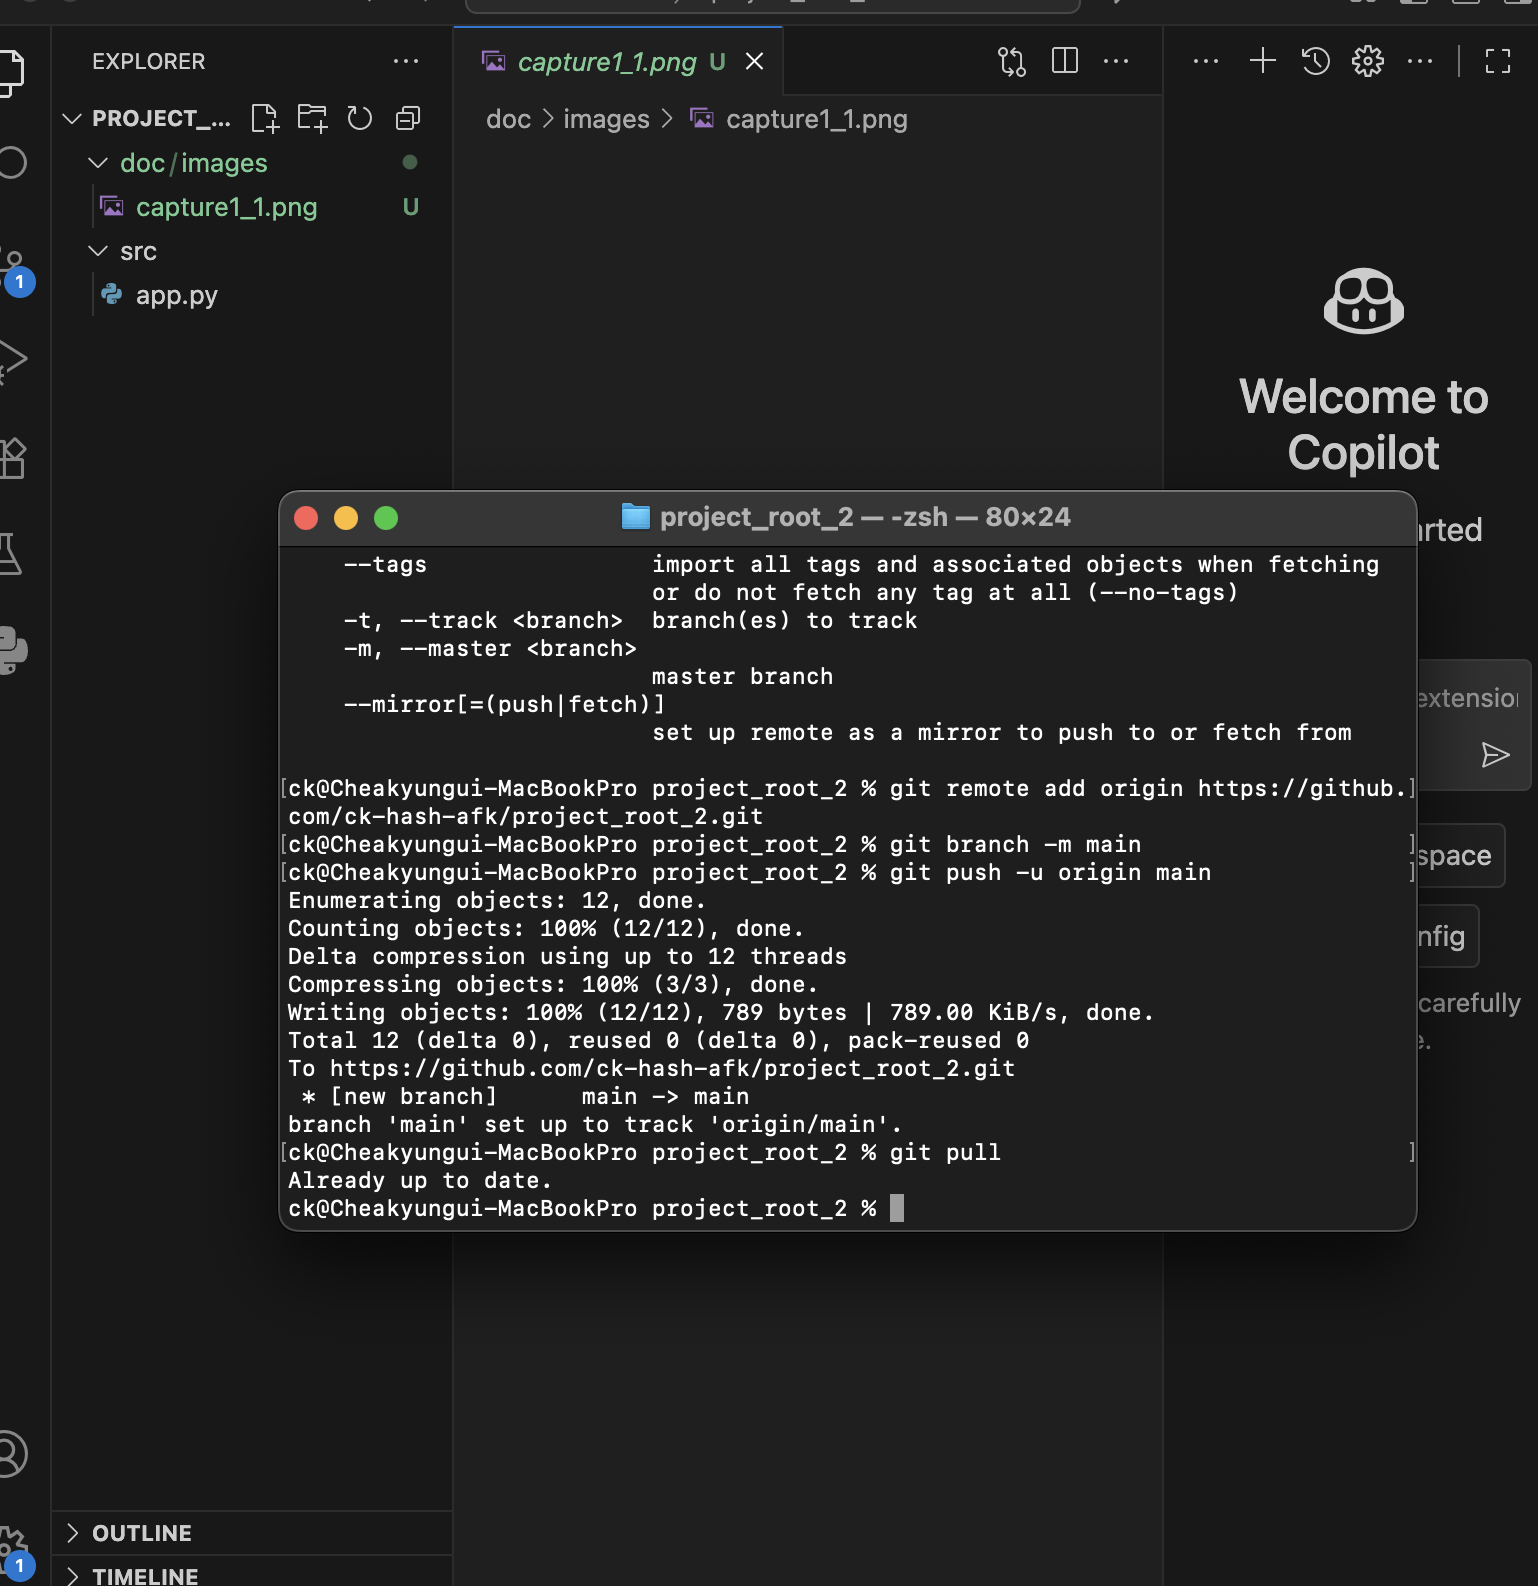 EXPLORER
PROJECT_...
doc/images
capture1_1.png U
src
app.py
OUTLINE
TIMELINE
1
1
capture1_1.png U
doc > images > capture1_1.png
Welcome to
Copilot
project_root_2 — -zsh — 80×24
--tags import all tags and associated objects when fetching
or do not fetch any tag at all (--no-tags)
-t, --track <branch> branch(es) to track
-m, --master <branch>
master branch
--mirror[=(push|fetch)]
set up remote as a mirror to push to or fetch from
[ck@Cheakyungui-MacBookPro project_root_2 % git remote add origin https://github.]
com/ck-hash-afk/project_root_2.git
[ck@Cheakyungui-MacBookPro project_root_2 % git branch -m main ]
[ck@Cheakyungui-MacBookPro project_root_2 % git push -u origin main ]
Enumerating objects: 12, done.
Counting objects: 100% (12/12), done.
Delta compression using up to 12 threads
Compressing objects: 100% (3/3), done.
Writing objects: 100% (12/12), 789 bytes | 789.00 KiB/s, done.
Total 12 (delta 0), reused 0 (delta 0), pack-reused 0
To https://github.com/ck-hash-afk/project_root_2.git
* [new branch] main -> main
branch 'main' set up to track 'origin/main'.
[ck@Cheakyungui-MacBookPro project_root_2 % git pull ]
Already up to date.
ck@Cheakyungui-MacBookPro project_root_2 %
rted
extension
space
nfig
carefully
e.